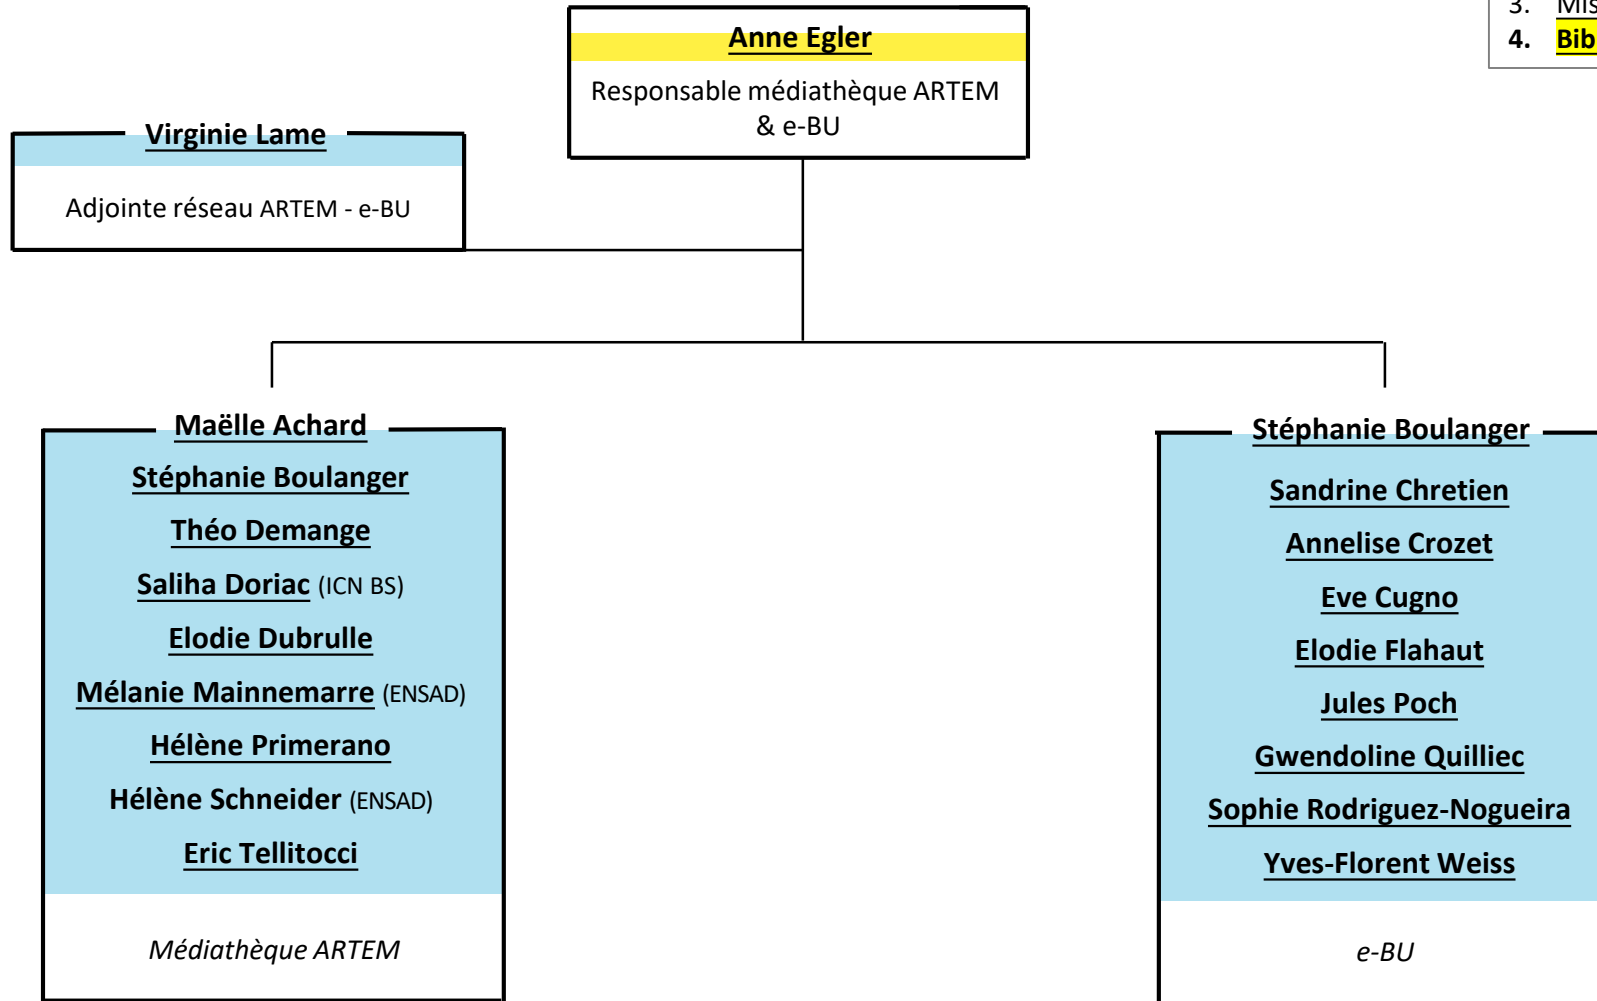 3. Mis
4. Bib
Anne Egler
Responsable médiathèque ARTEM
& e-BU
Virginie Lame
Adjointe réseau ARTEM - e-BU
Maëlle Achard
Stéphanie Boulanger
Théo Demange
Saliha Doriac (ICN BS)
Elodie Dubrulle
Mélanie Mainnemarre (ENSAD)
Hélène Primerano
Hélène Schneider (ENSAD)
Eric Tellitocci
Médiathèque ARTEM
Stéphanie Boulanger
Sandrine Chretien
Annelise Crozet
Eve Cugno
Elodie Flahaut
Jules Poch
Gwendoline Quilliec
Sophie Rodriguez-Nogueira
Yves-Florent Weiss
e-BU